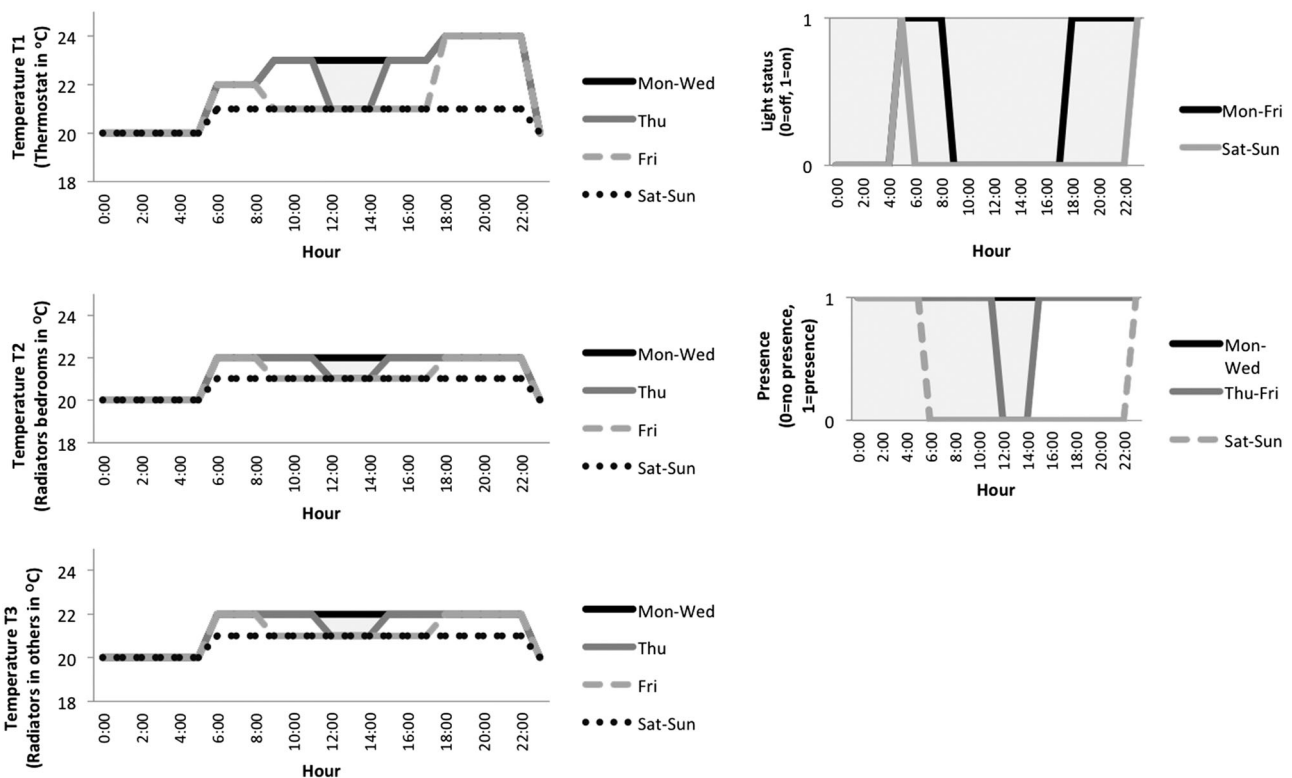 Temperature T1
(Thermostat in ºC)
24
22
20
18
0:00
2:00
4:00
6:00
8:00
10:00
12:00
14:00
16:00
18:00
20:00
22:00
Hour
Mon-Wed
Thu
Fri
Sat-Sun
Light status
(0=off, 1=on)
1
0
0:00
2:00
4:00
6:00
8:00
10:00
12:00
14:00
16:00
18:00
20:00
22:00
Hour
Mon-Fri
Sat-Sun
Temperature T2
(Radiators bedrooms in ºC)
24
22
20
18
0:00
2:00
4:00
6:00
8:00
10:00
12:00
14:00
16:00
18:00
20:00
22:00
Hour
Mon-Wed
Thu
Fri
Sat-Sun
Presence
(0=no presence,
1=presence)
1
0
0:00
2:00
4:00
6:00
8:00
10:00
12:00
14:00
16:00
18:00
20:00
22:00
Hour
Mon-
Wed
Thu-Fri
Sat-Sun
Temperature T3
(Radiators in others in ºC)
24
22
20
18
0:00
2:00
4:00
6:00
8:00
10:00
12:00
14:00
16:00
18:00
20:00
22:00
Hour
Mon-Wed
Thu
Fri
Sat-Sun